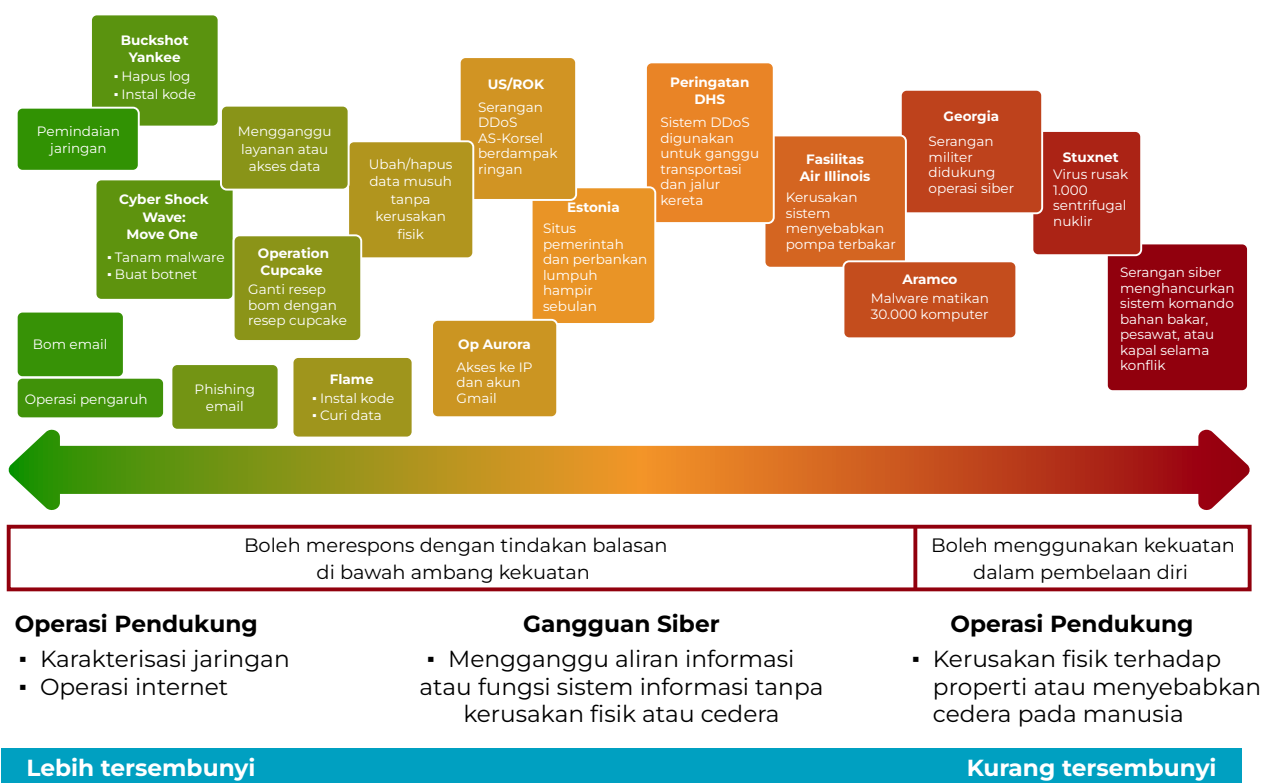 Buckshot
Yankee
▪ Hapus log
▪ Instal kode
Pemindaian
jaringan
Cyber Shock
Wave:
Move One
▪ Tanam malware
▪ Buat botnet
Bom email
Operasi pengaruh
Mengganggu
layanan atau
akses data
Operation
Cupcake
Ganti resep
bom dengan
resep cupcake
Phishing
email
Ubah/hapus
data musuh
tanpa
kerusakan
fisik
Flame
▪ Instal kode
▪ Curi data
US/ROK
Serangan
DDoS
AS-Korsel
berdampak
ringan
Op Aurora
Akses ke IP
dan akun
Gmail
Estonia
Situs
pemerintah
dan perbankan
lumpuh
hampir
sebulan
Peringatan
DHS
Sistem DDoS
digunakan
untuk ganggu
transportasi
dan jalur
kereta
Fasilitas
Air Illinois
Kerusakan
sistem
menyebabkan
pompa terbakar
Georgia
Serangan
militer
didukung
operasi siber
Aramco
Malware matikan
30.000 komputer
Stuxnet
Virus rusak
1.000
sentrifugal
nuklir
Serangan siber
menghancurkan
sistem komando
bahan bakar,
pesawat, atau
kapal selama
konflik
Boleh merespons dengan tindakan balasan
di bawah ambang kekuatan
Boleh menggunakan kekuatan
dalam pembelaan diri
Operasi Pendukung
▪ Karakterisasi jaringan
▪ Operasi internet
Gangguan Siber
▪ Mengganggu aliran informasi
atau fungsi sistem informasi tanpa
kerusakan fisik atau cedera
Operasi Pendukung
▪ Kerusakan fisik terhadap
properti atau menyebabkan
cedera pada manusia
Lebih tersembunyi
Kurang tersembunyi